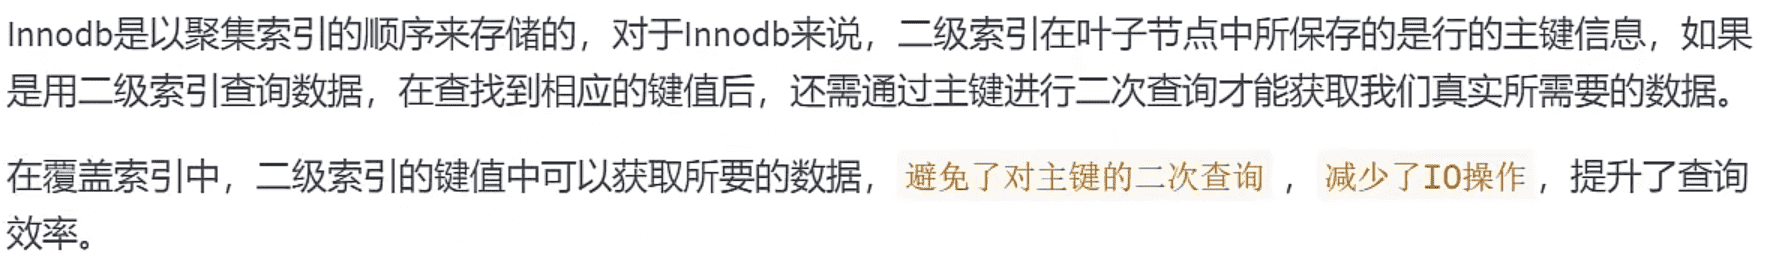 Innodb是以聚集索引的顺序来存储的，对于Innodb来说，二级索引在叶子节点中所保存的是行的主键信息，如果
是用二级索引查询数据，在查找到相应的键值后，还需通过主键进行二次查询才能获取我们真实所需要的数据。
在覆盖索引中，二级索引的键值中可以获取所要的数据，避免了对主键的二次查询，减少了IO操作，提升了查询
效率。